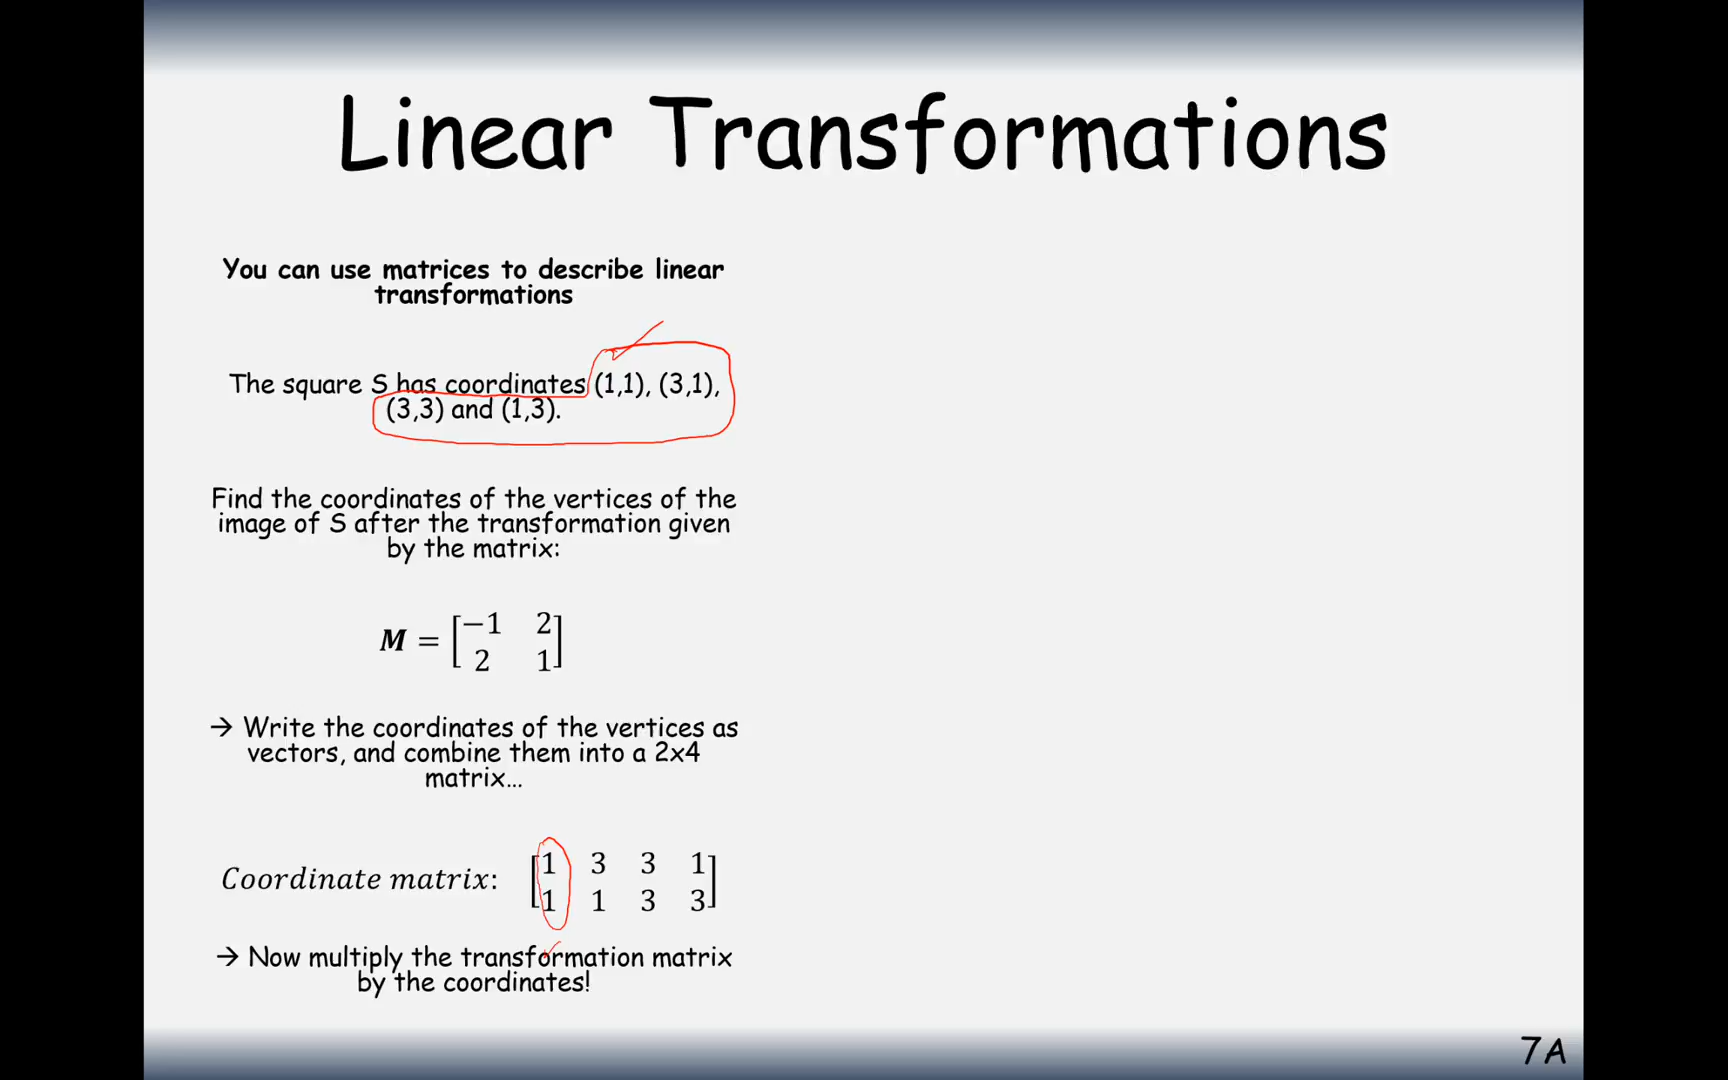 Linear Transformations
You can use matrices to describe linear
transformations
The square S has coordinates (1,1), (3,1),
(3,3) and (1,3).
Find the coordinates of the vertices of the
image of S after the transformation given
by the matrix:
M = [−1 2
2 1]
→ Write the coordinates of the vertices as
vectors, and combine them into a 2x4
matrix…
Coordinate matrix: [1 3 3 1
1 1 3 3]
→ Now multiply the transformation matrix
by the coordinates!
7A